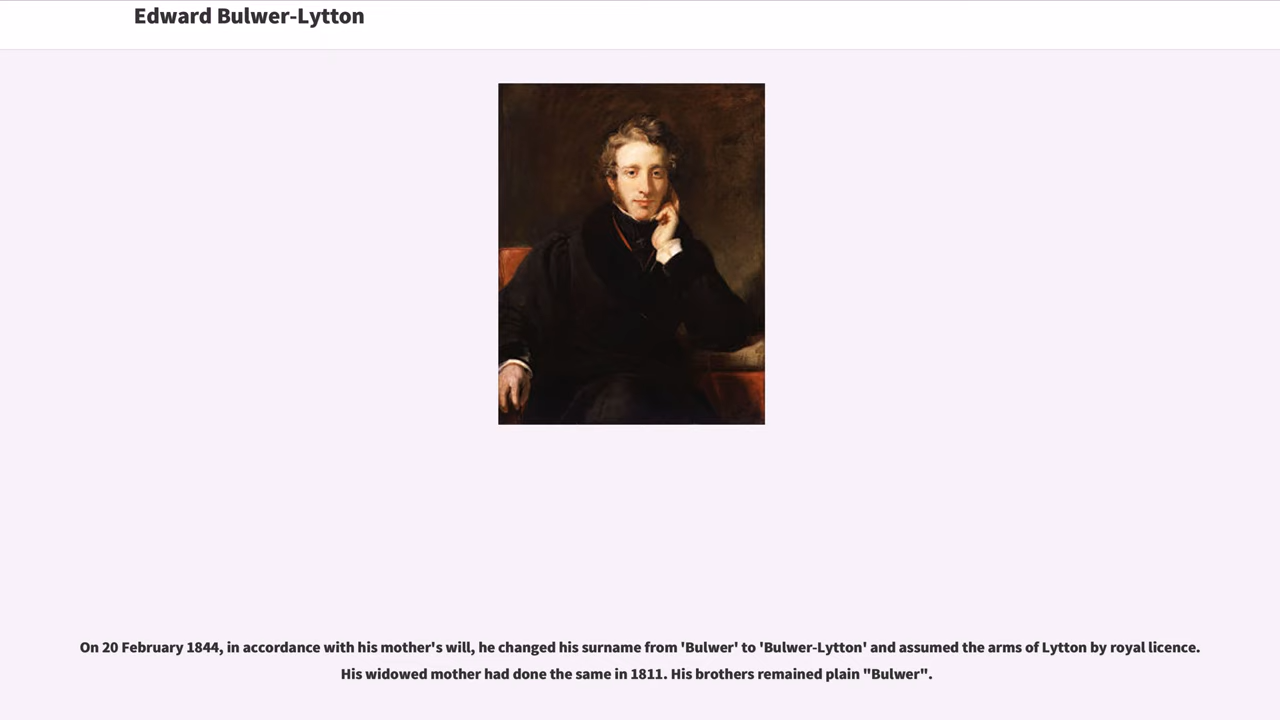 Edward Bulwer-Lytton
On 20 February 1844, in accordance with his mother's will, he changed his surname from 'Bulwer' to 'Bulwer-Lytton' and assumed the arms of Lytton by royal licence.
His widowed mother had done the same in 1811. His brothers remained plain "Bulwer".